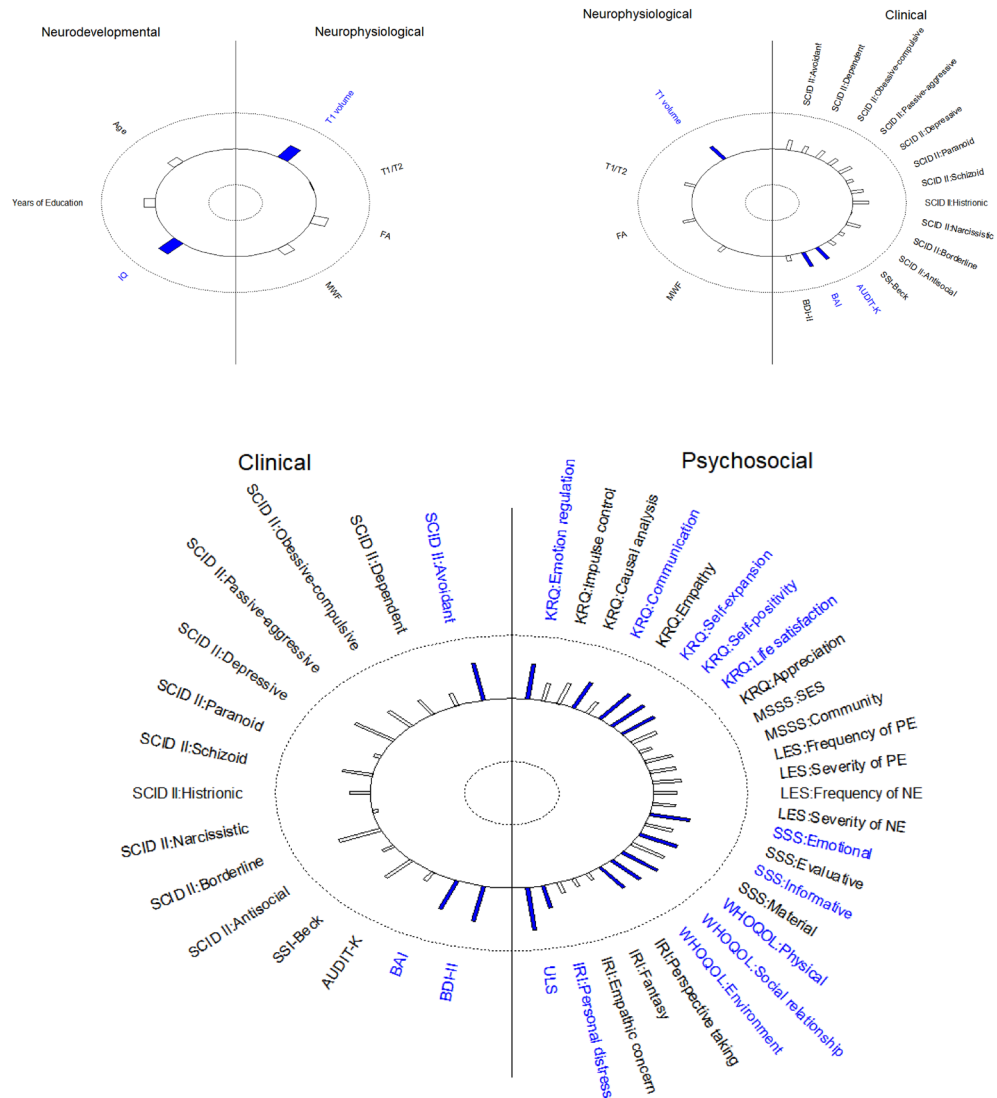 Neurodevelopmental
Neurophysiological
T1 volume
T1/T2
FA
MWF
Age
Years of Education
IQ
Neurophysiological
Clinical
T1 volume
T1/T2
FA
MWF
SCID II:Avoidant
SCID II:Dependent
SCID II:Obessive-compulsive
SCID II:Passive-aggressive
SCID II:Depressive
SCID II:Paranoid
SCID II:Schizoid
SCID II:Histrionic
SCID II:Narcissistic
SCID II:Borderline
SCID II:Antisocial
SSI-Beck
AUDIT-K
BAI
BDI-II
Clinical
Psychosocial
SCID II:Avoidant
SCID II:Dependent
SCID II:Obessive-compulsive
SCID II:Passive-aggressive
SCID II:Depressive
SCID II:Paranoid
SCID II:Schizoid
SCID II:Histrionic
SCID II:Narcissistic
SCID II:Borderline
SCID II:Antisocial
SSI-Beck
AUDIT-K
BAI
BDI-II
KRQ:Emotion regulation
KRQ:Impulse control
KRQ:Causal analysis
KRQ:Communication
KRQ:Empathy
KRQ:Self-expansion
KRQ:Self-positivity
KRQ:Life satisfaction
KRQ:Appreciation
MSSS:SES
MSSS:Community
LES:Frequency of PE
LES:Severity of PE
LES:Frequency of NE
LES:Severity of NE
SSS:Emotional
SSS:Evaluative
SSS:Informative
SSS:Material
WHOQOL:Physical
WHOQOL:Social relationship
WHOQOL:Environment
IRI:Perspective taking
IRI:Fantasy
IRI:Empathic concern
IRI:Personal distress
ULS